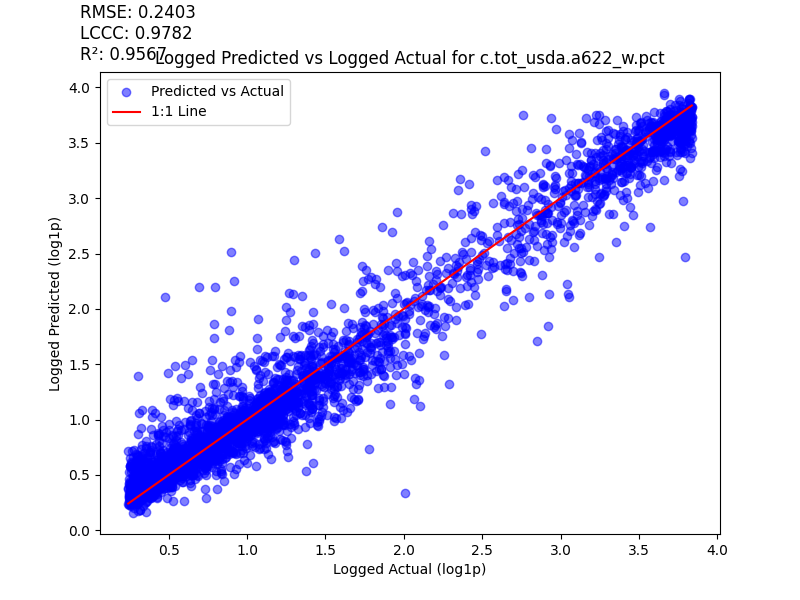 RMSE: 0.2403
LCCC: 0.9782
R²: 0.9567
Logged Predicted vs Logged Actual for c.tot_usda.a622_w.pct
Predicted vs Actual
1:1 Line
4.0
3.5
3.0
2.5
2.0
1.5
1.0
0.5
0.0
Logged Predicted (log1p)
0.5 1.0 1.5 2.0 2.5 3.0 3.5 4.0
Logged Actual (log1p)